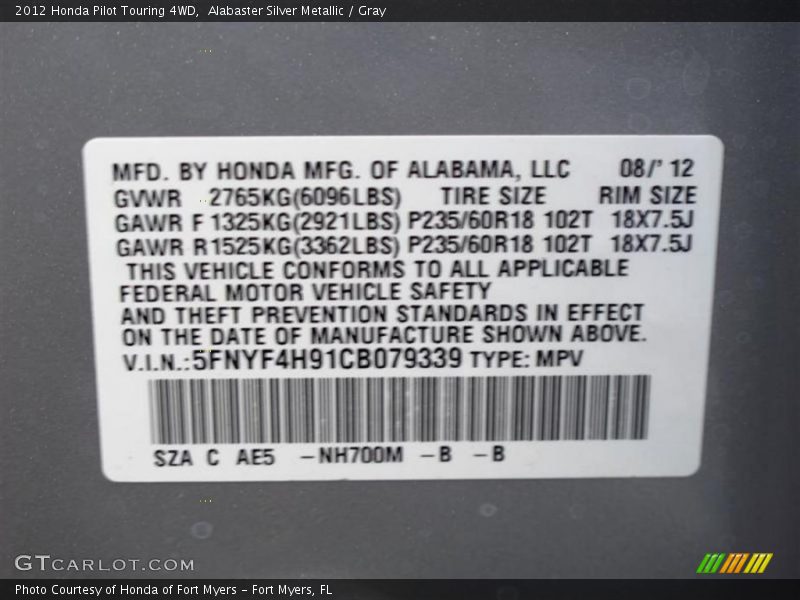 2012 Honda Pilot Touring 4WD,  Alabaster Silver Metallic / Gray
MFD. BY HONDA MFG. OF ALABAMA, LLC 08/' 12
GVWR 2765KG(6096LBS) TIRE SIZE RIM SIZE
GAWR F 1325KG(2921LBS) P235/60R18 102T 18X7.5J
GAWR R 1525KG(3362LBS) P235/60R18 102T 18X7.5J
THIS VEHICLE CONFORMS TO ALL APPLICABLE
FEDERAL MOTOR VEHICLE SAFETY
AND THEFT PREVENTION STANDARDS IN EFFECT
ON THE DATE OF MANUFACTURE SHOWN ABOVE.
V.I.N.:5FNYF4H91CB079339 TYPE: MPV
SZA C AE5 -NH700M -B -B
GTCARLOT.COM
Photo Courtesy of Honda of Fort Myers - Fort Myers, FL